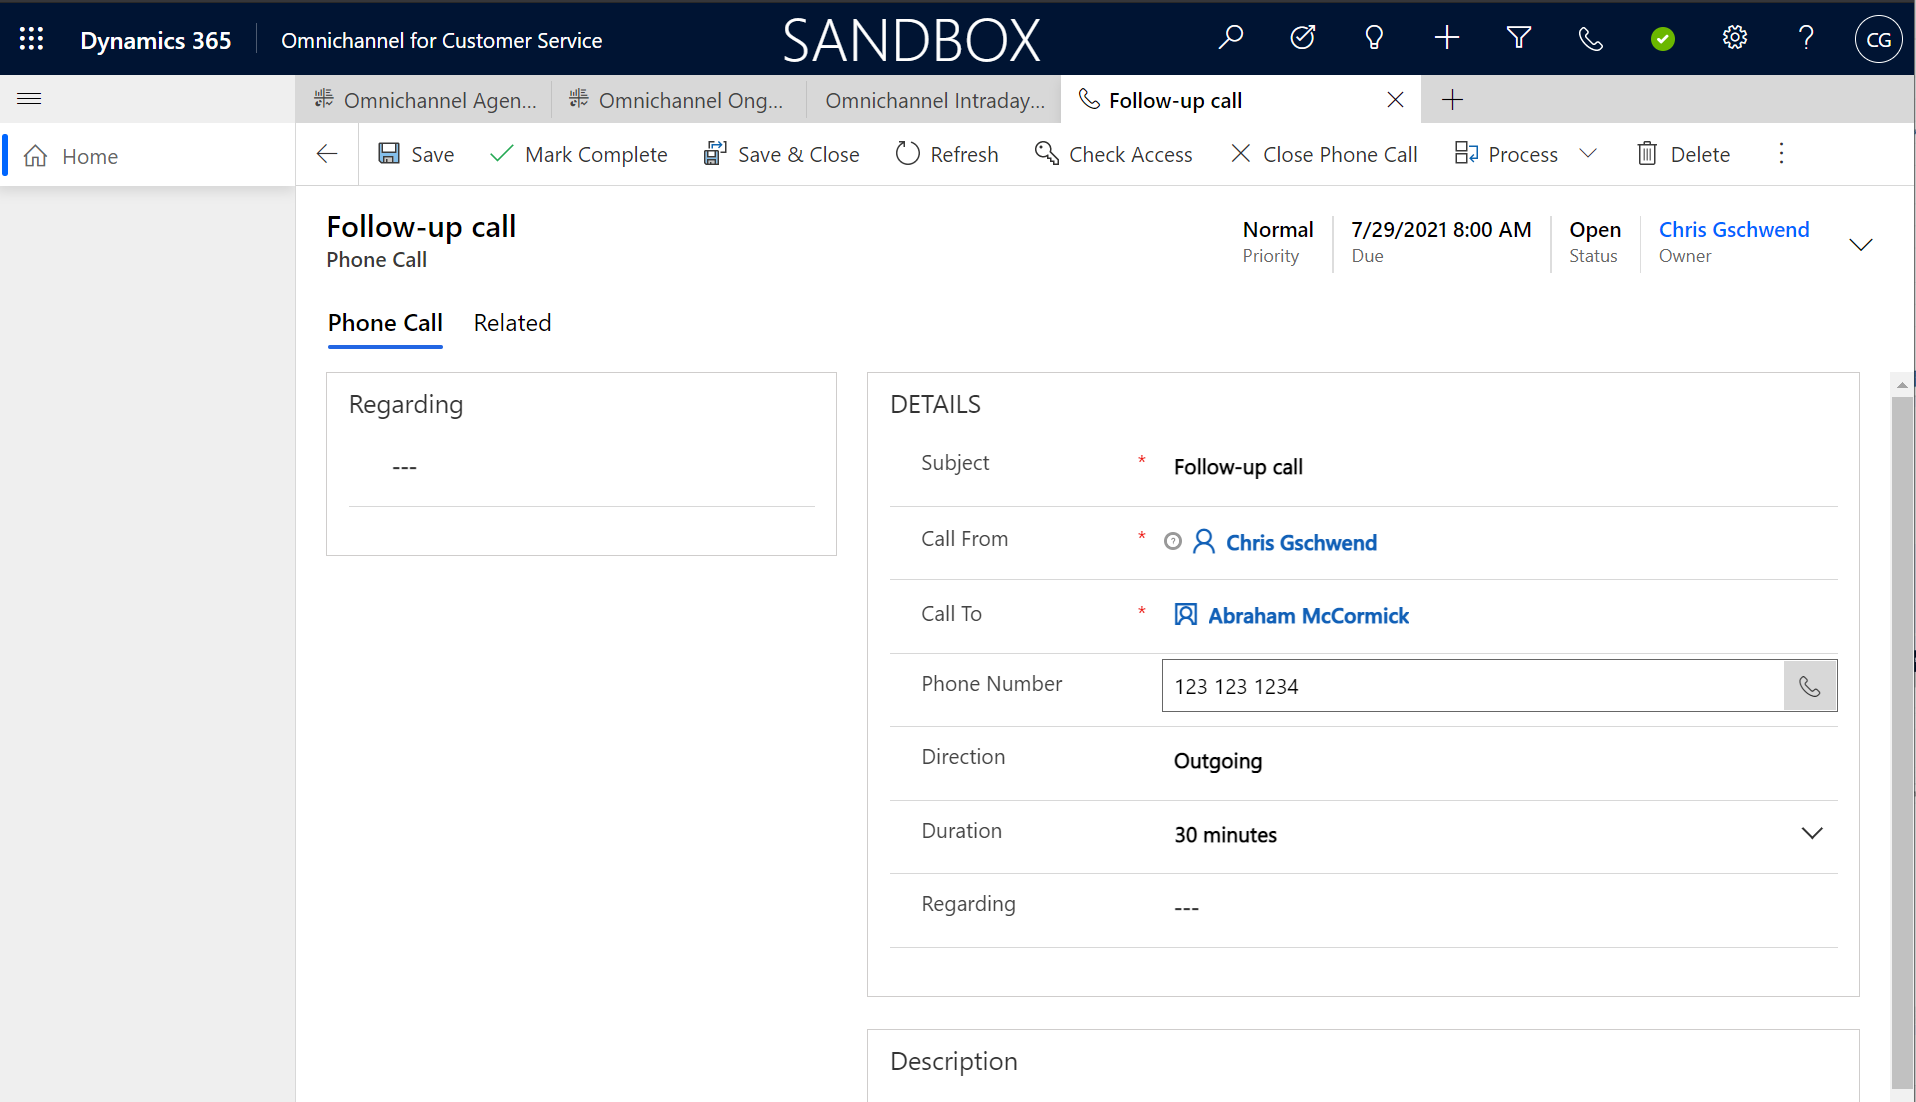 Dynamics 365 Omnichannel for Customer Service SANDBOX CG
Omnichannel Agen... Omnichannel Ong... Omnichannel Intraday... Follow-up call
Home
Save Mark Complete Save & Close Refresh Check Access Close Phone Call Process Delete
Follow-up call
Phone Call
Normal 7/29/2021 8:00 AM Open Chris Gschwend
Priority Due Status Owner
Phone Call Related
Regarding
---
DETAILS
Subject * Follow-up call
Call From * Chris Gschwend
Call To * Abraham McCormick
Phone Number 123 123 1234
Direction Outgoing
Duration 30 minutes
Regarding ---
Description